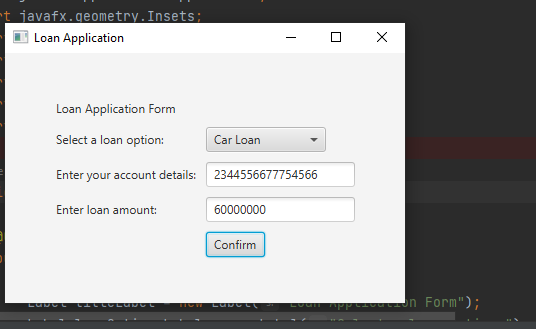 rt javafx.geometry.Insets;
Loan Application
Loan Application Form
Select a loan option:
Car Loan
Enter your account details:
2344556677754566
Enter loan amount:
60000000
Confirm
Label titleLabel = new Label( Loan Application Form");